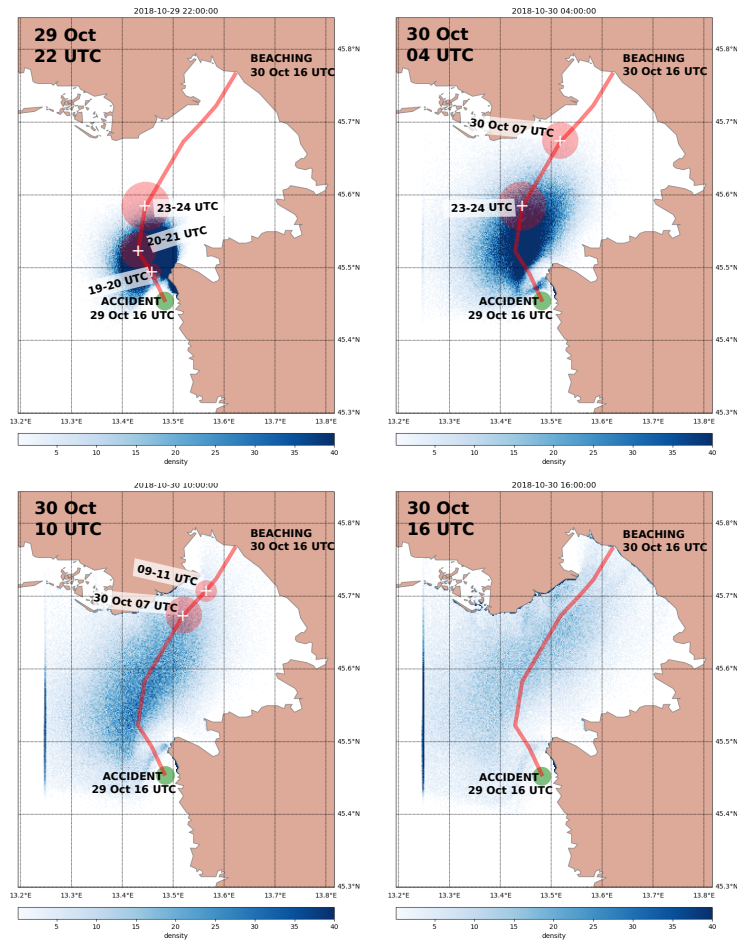 2018-10-29 22:00:00
29 Oct
22 UTC
BEACHING
30 Oct 16 UTC
23-24 UTC
20-21 UTC
19-20 UTC
ACCIDENT
29 Oct 16 UTC
45.8°N
45.7°N
45.6°N
45.5°N
45.4°N
45.3°N
13.2°E 13.3°E 13.4°E 13.5°E 13.6°E 13.7°E 13.8°E
5 10 15 20 25 30 35 40
density
2018-10-30 04:00:00
30 Oct
04 UTC
BEACHING
30 Oct 16 UTC
30 Oct 07 UTC
23-24 UTC
ACCIDENT
29 Oct 16 UTC
45.8°N
45.7°N
45.6°N
45.5°N
45.4°N
45.3°N
13.2°E 13.3°E 13.4°E 13.5°E 13.6°E 13.7°E 13.8°E
5 10 15 20 25 30 35 40
density
2018-10-30 10:00:00
30 Oct
10 UTC
BEACHING
30 Oct 16 UTC
09-11 UTC
30 Oct 07 UTC
ACCIDENT
29 Oct 16 UTC
45.8°N
45.7°N
45.6°N
45.5°N
45.4°N
45.3°N
13.2°E 13.3°E 13.4°E 13.5°E 13.6°E 13.7°E 13.8°E
5 10 15 20 25 30 35 40
density
2018-10-30 16:00:00
30 Oct
16 UTC
BEACHING
30 Oct 16 UTC
ACCIDENT
29 Oct 16 UTC
45.8°N
45.7°N
45.6°N
45.5°N
45.4°N
45.3°N
13.2°E 13.3°E 13.4°E 13.5°E 13.6°E 13.7°E 13.8°E
5 10 15 20 25 30 35 40
density